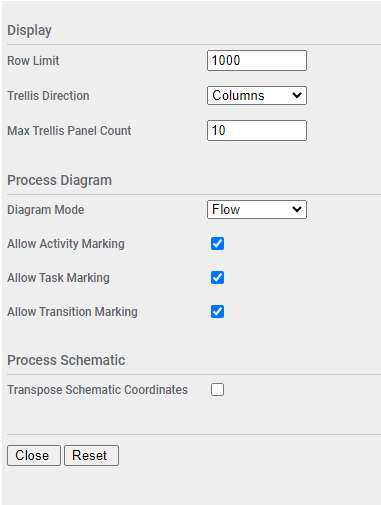 Display
Row Limit 1000
Trellis Direction Columns
Max Trellis Panel Count 10
Process Diagram
Diagram Mode Flow
Allow Activity Marking
Allow Task Marking
Allow Transition Marking
Process Schematic
Transpose Schematic Coordinates
Close Reset